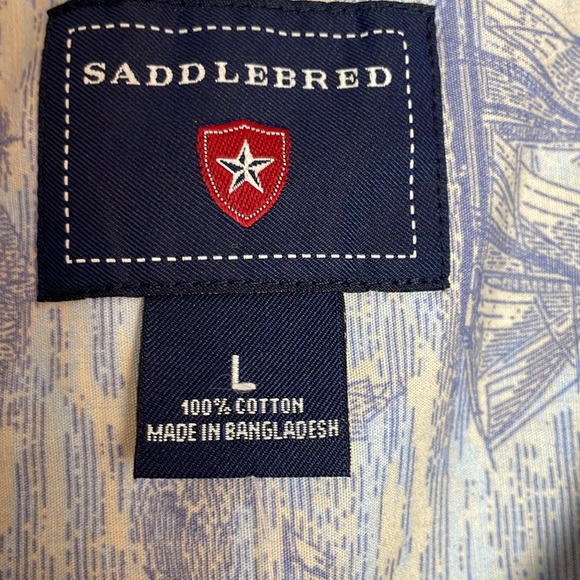 SADDLEBRED
L
100% COTTON
MADE IN BANGLADESH